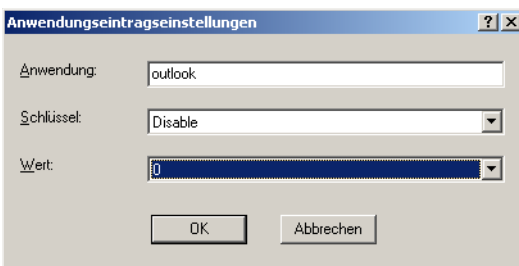 Anwendungseintragseinstellungen
Anwendung: outlook
Schlüssel: Disable
Wert: 0
OK Abbrechen